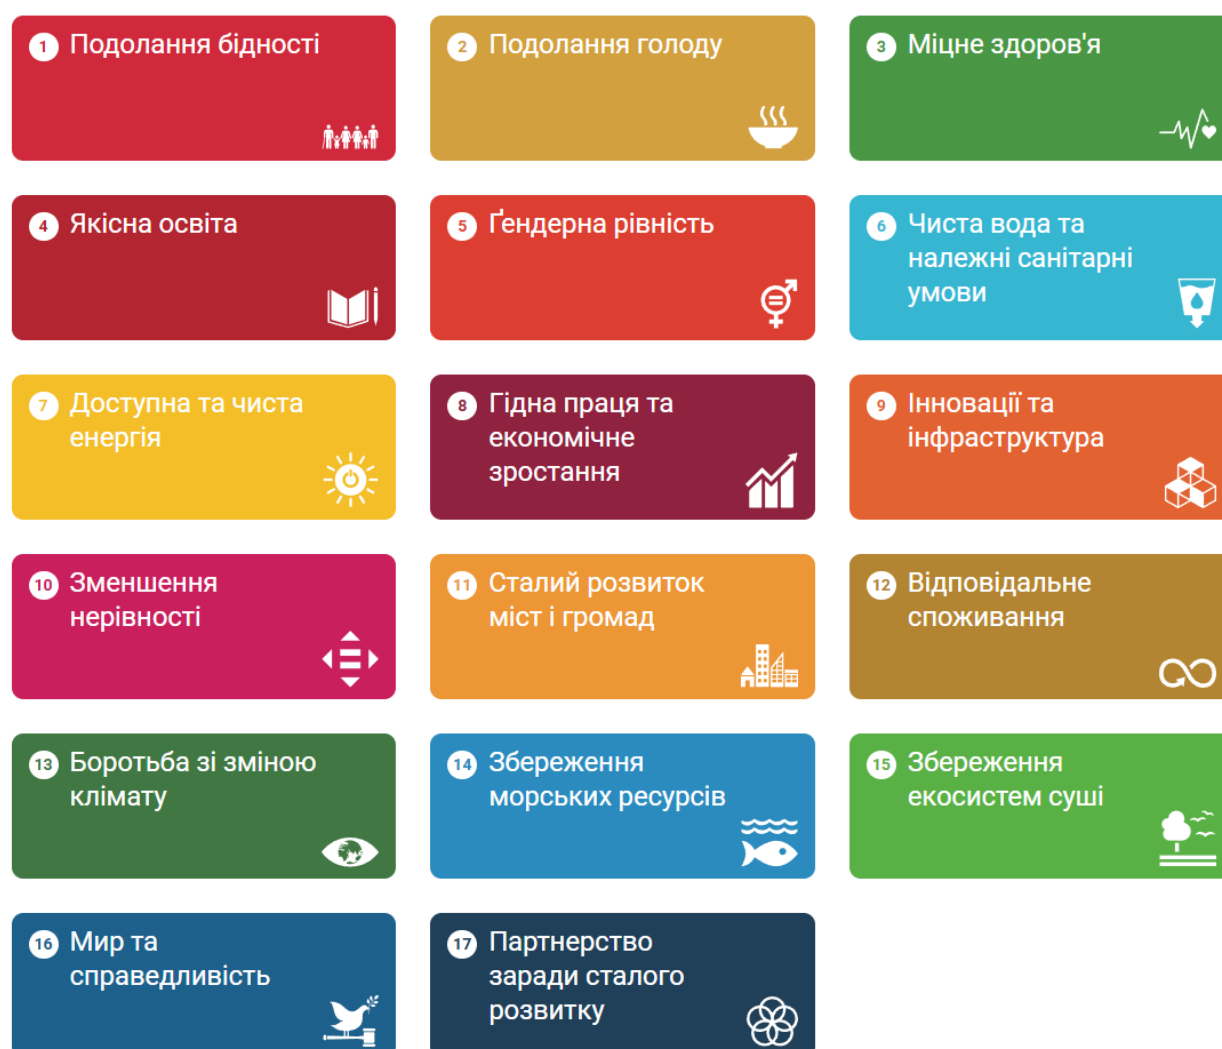 1 Подолання бідності
2 Подолання голоду
3 Міцне здоров'я
4 Якісна освіта
5 Ґендерна рівність
6 Чиста вода та
належні санітарні
умови
7 Доступна та чиста
енергія
8 Гідна праця та
економічне
зростання
9 Інновації та
інфраструктура
10 Зменшення
нерівності
11 Сталий розвиток
міст і громад
12 Відповідальне
споживання
13 Боротьба зі зміною
клімату
14 Збереження
морських ресурсів
15 Збереження
екосистем суші
16 Мир та
справедливість
17 Партнерство
заради сталого
розвитку